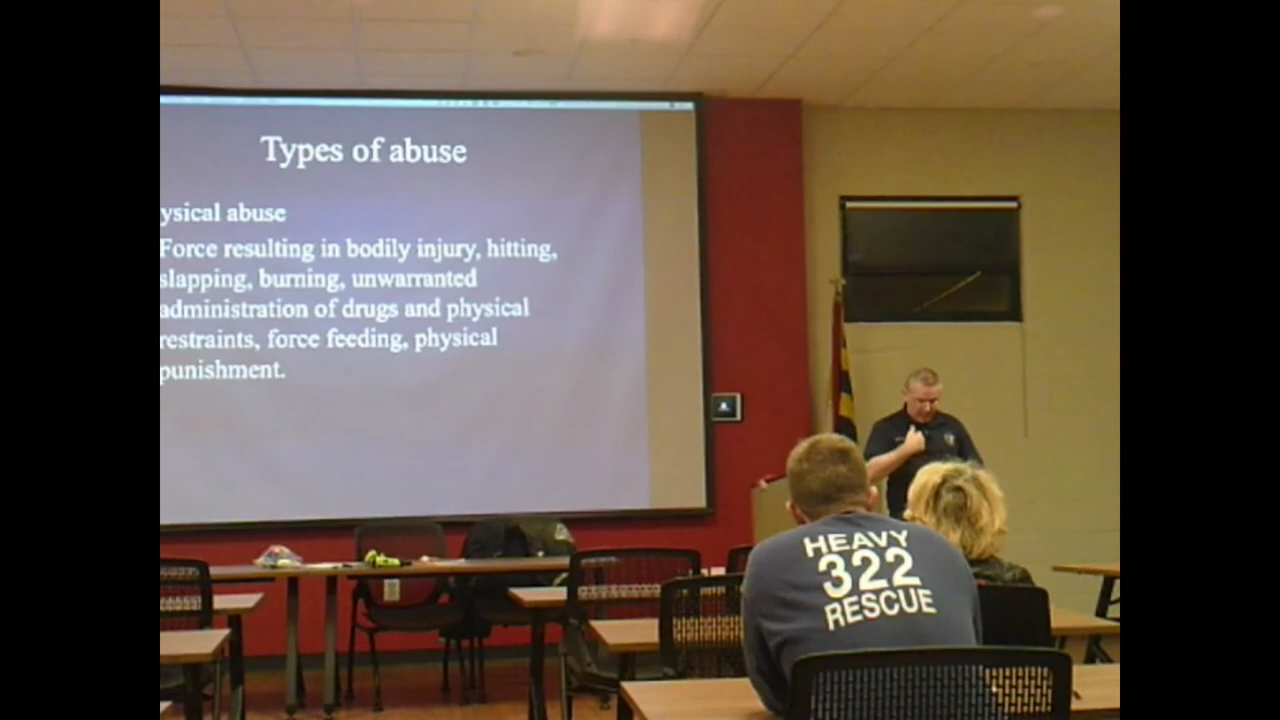 Types of abuse
ysical abuse
Force resulting in bodily injury, hitting,
slapping, burning, unwarranted
administration of drugs and physical
restraints, force feeding, physical
punishment.
HEAVY
322
RESCUE